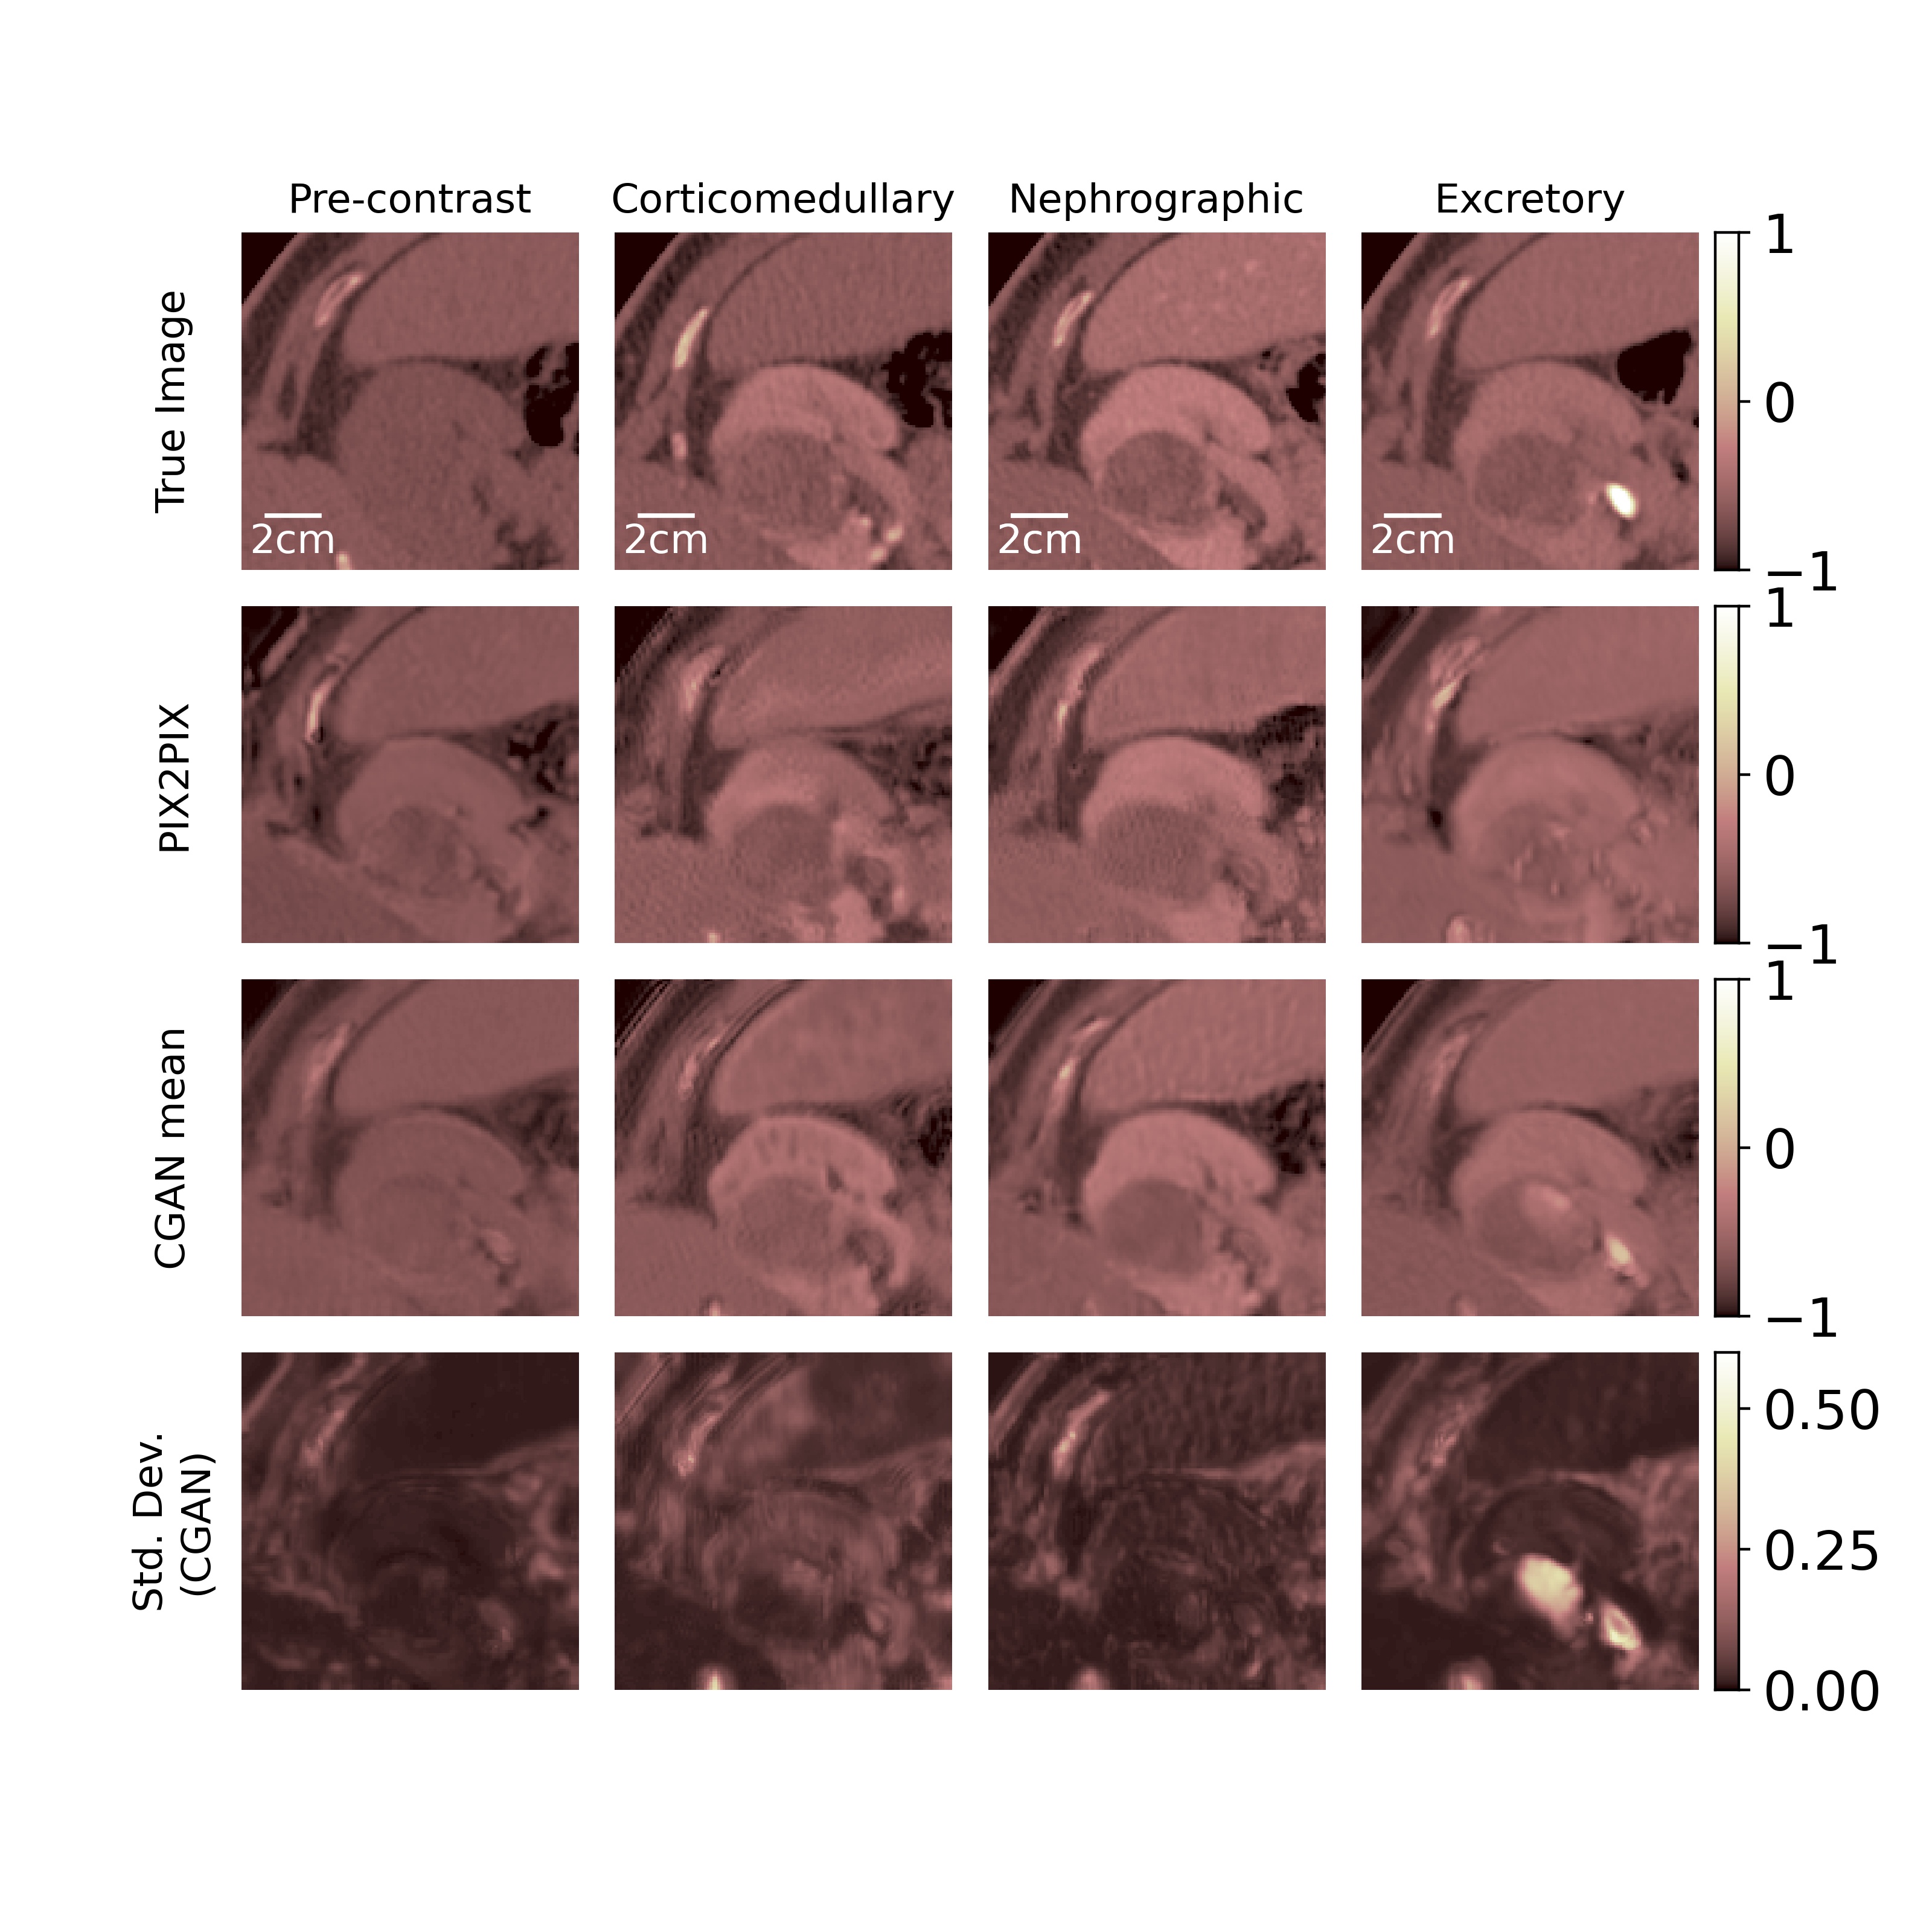 Pre-contrast
Corticomedullary
Nephrographic
Excretory
True Image
2cm
2cm
2cm
2cm
1
0
−1
PIX2PIX
1
0
−1
CGAN mean
1
0
−1
Std. Dev.
(CGAN)
0.50
0.25
0.00